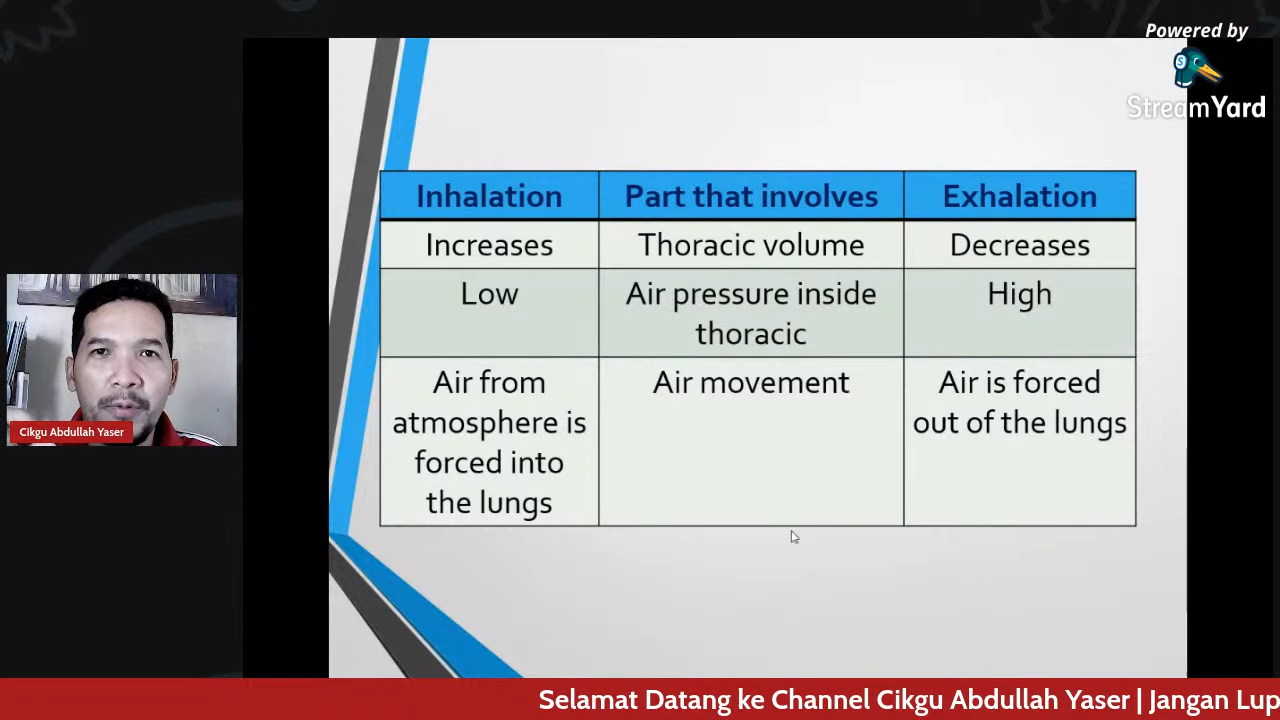 Powered by
StreamYard
Inhalation
Part that involves
Exhalation
Increases
Thoracic volume
Decreases
Low
Air pressure inside
thoracic
High
Air from
atmosphere is
forced into
the lungs
Air movement
Air is forced
out of the lungs
Cikgu Abdullah Yaser
Selamat Datang ke Channel Cikgu Abdullah Yaser | Jangan Lup